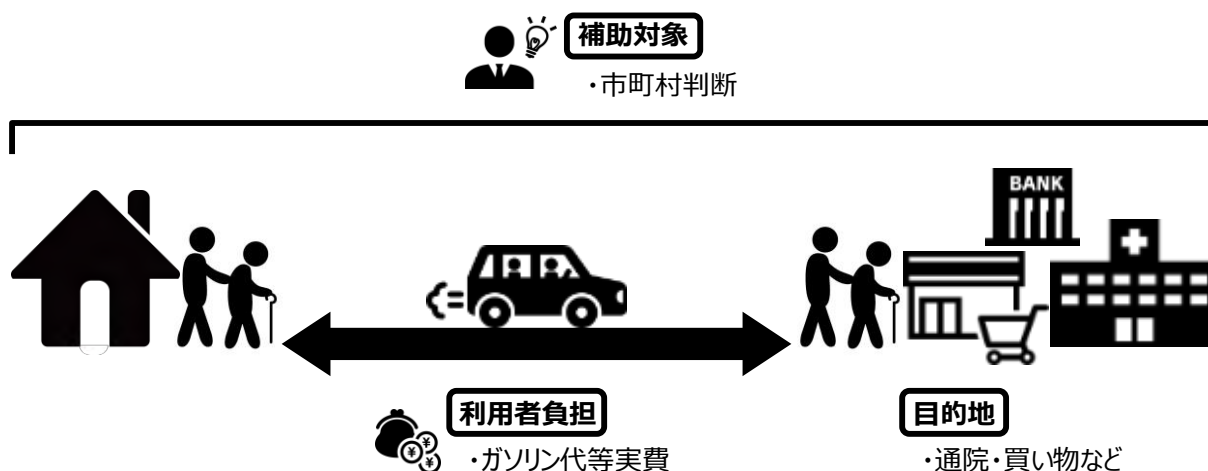 補助対象
・市町村判断
BANK
利用者負担
・ガソリン代等実費
¥
¥
¥
目的地
・通院・買い物など